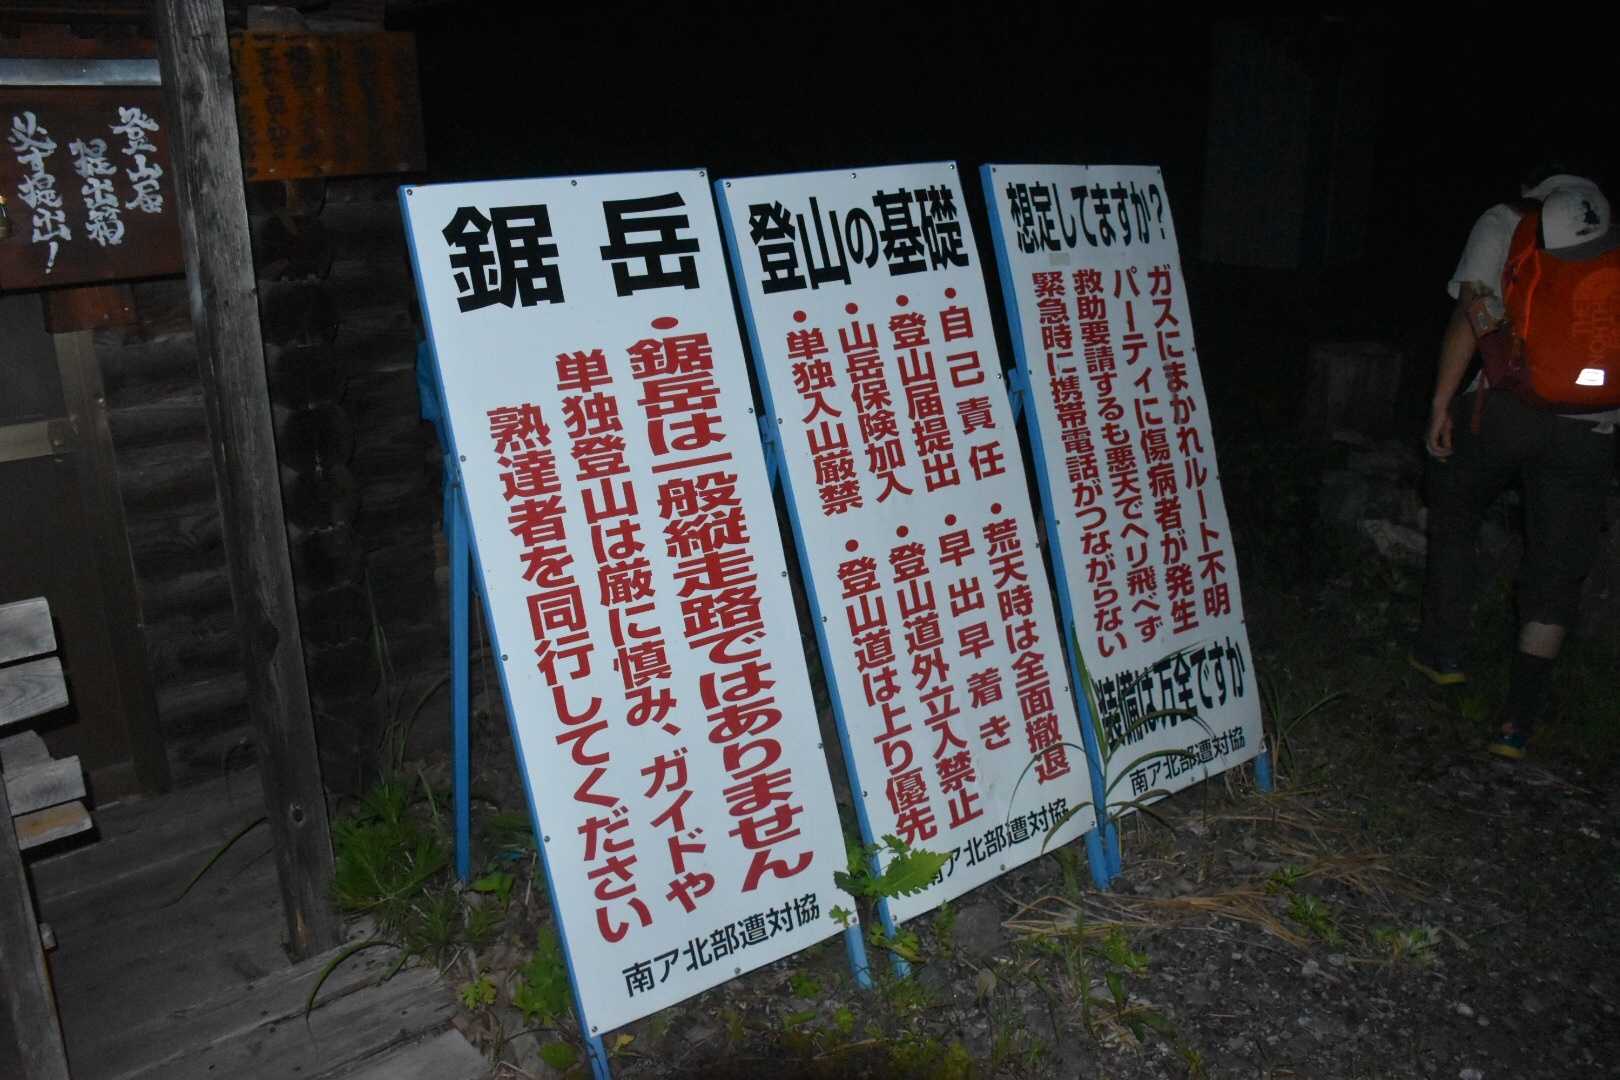 登山届
提出箱
必ず提出！
鋸岳
・鋸岳は一般縦走路ではありません
単独登山は厳に慎み、ガイドや
熟達者を同行してください
南ア北部遭対協
登山の基礎
・自己責任
・登山届提出
・山岳保険加入
・単独入山厳禁
・荒天時は全面撤退
・早出早着き
・登山道外立入禁止
・登山道は上り優先
南ア北部遭対協
想定してますか？
ガスにまかれルート不明
パーティに傷病者が発生
救助要請するも悪天でヘリ飛べず
緊急時に携帯電話がつながらない
装備は万全ですか
南ア北部遭対協